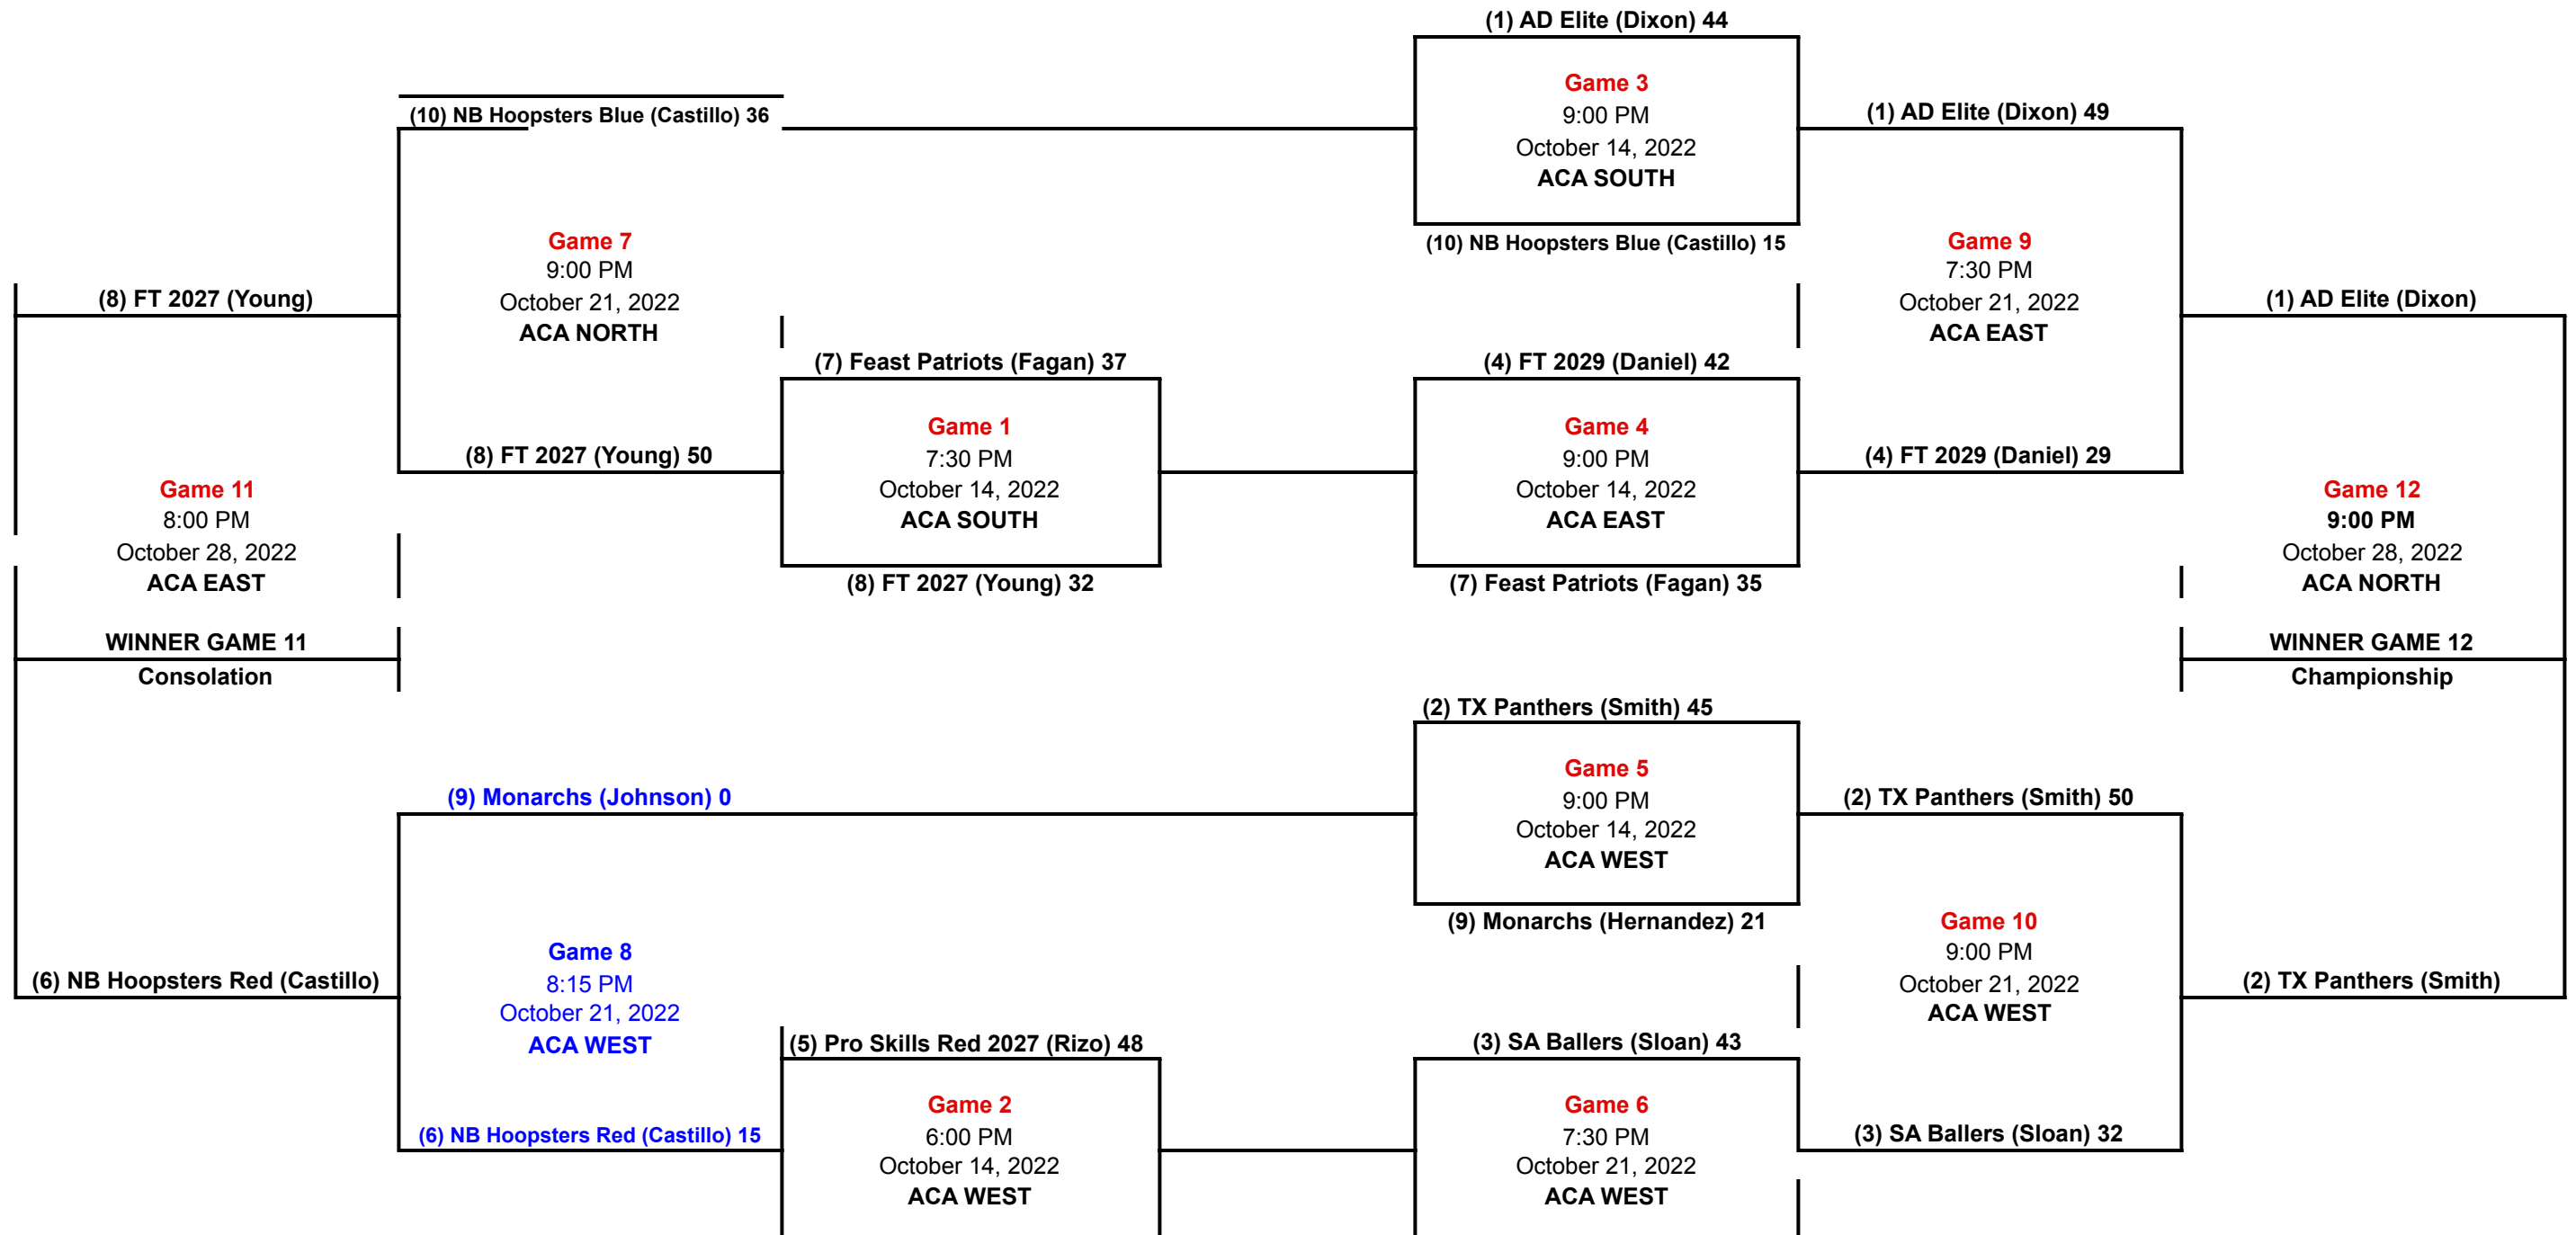 (1) AD Elite (Dixon) 44
Game 3
9:00 PM
October 14, 2022
ACA SOUTH
(10) NB Hoopsters Blue (Castillo) 15
(10) NB Hoopsters Blue (Castillo) 36
Game 7
9:00 PM
October 21, 2022
ACA NORTH
(8) FT 2027 (Young) 50
(1) AD Elite (Dixon) 49
Game 9
7:30 PM
October 21, 2022
ACA EAST
(4) FT 2029 (Daniel) 29
(8) FT 2027 (Young)
Game 11
8:00 PM
October 28, 2022
ACA EAST
WINNER GAME 11
Consolation
(7) Feast Patriots (Fagan) 37
Game 1
7:30 PM
October 14, 2022
ACA SOUTH
(8) FT 2027 (Young) 32
(4) FT 2029 (Daniel) 42
Game 4
9:00 PM
October 14, 2022
ACA EAST
(7) Feast Patriots (Fagan) 35
(1) AD Elite (Dixon)
Game 12
9:00 PM
October 28, 2022
ACA NORTH
WINNER GAME 12
Championship
(2) TX Panthers (Smith) 45
Game 5
9:00 PM
October 14, 2022
ACA WEST
(9) Monarchs (Hernandez) 21
(9) Monarchs (Johnson) 0
Game 8
8:15 PM
October 21, 2022
ACA WEST
(6) NB Hoopsters Red (Castillo) 15
(2) TX Panthers (Smith) 50
Game 10
9:00 PM
October 21, 2022
ACA WEST
(3) SA Ballers (Sloan) 32
(6) NB Hoopsters Red (Castillo)
(2) TX Panthers (Smith)
(5) Pro Skills Red 2027 (Rizo) 48
Game 2
6:00 PM
October 14, 2022
ACA WEST
(3) SA Ballers (Sloan) 43
Game 6
7:30 PM
October 21, 2022
ACA WEST